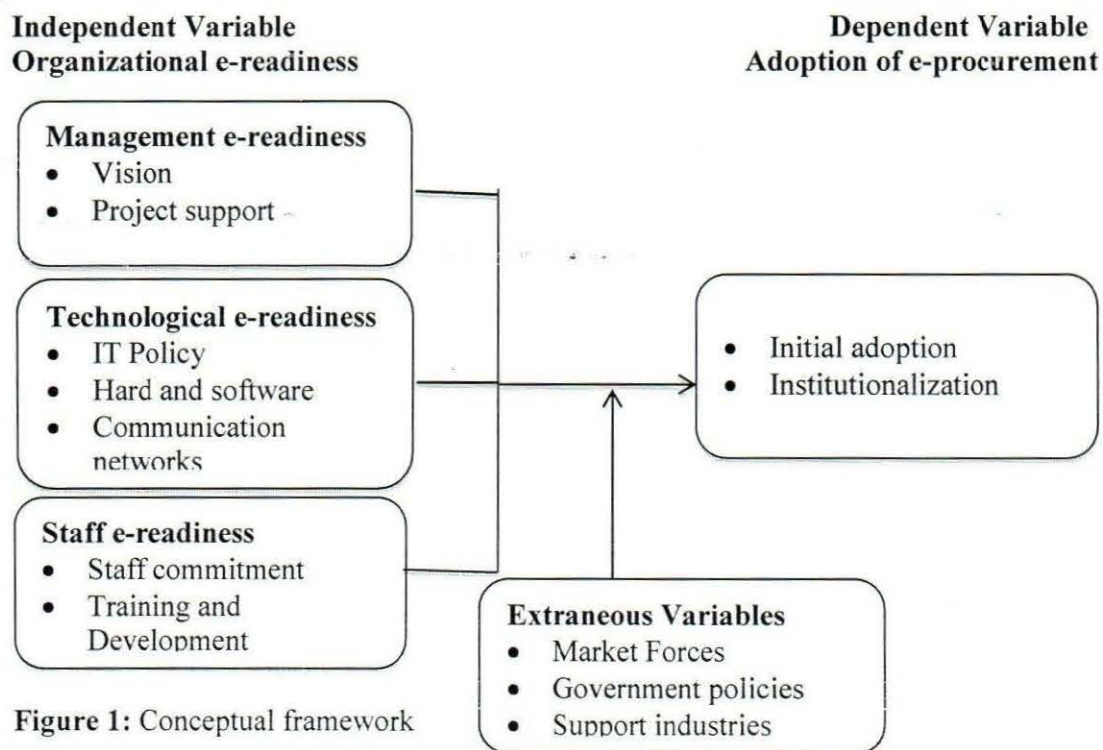 Independent Variable
Organizational e-readiness
Dependent Variable
Adoption of e-procurement
Management e-readiness
• Vision
• Project support
Technological e-readiness
• IT Policy
• Hard and software
• Communication
networks
Staff e-readiness
• Staff commitment
• Training and
Development
• Initial adoption
• Institutionalization
Extraneous Variables
• Market Forces
• Government policies
• Support industries
Figure 1: Conceptual framework